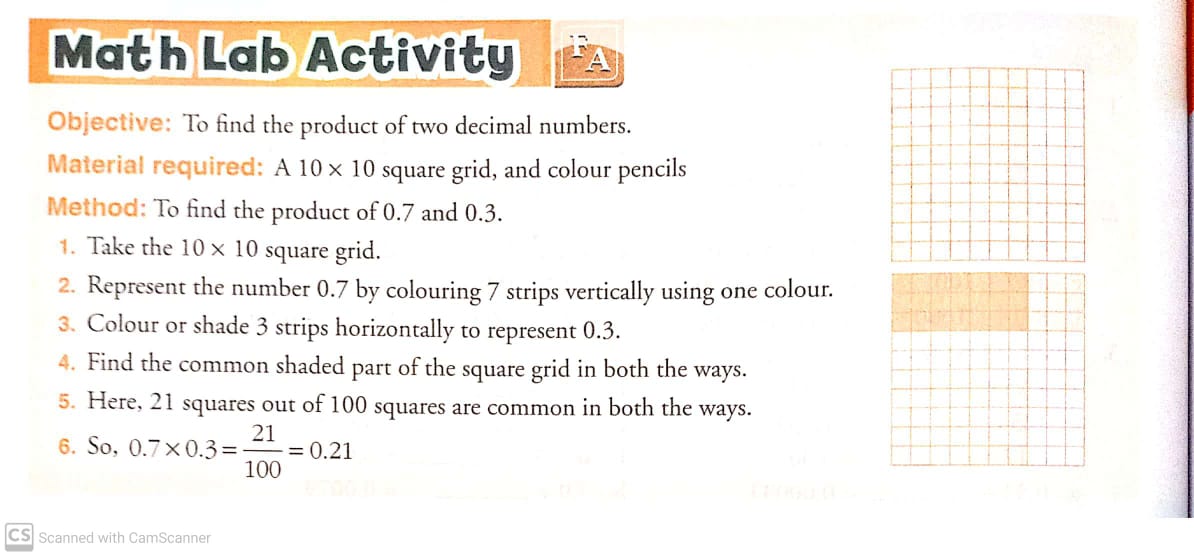 Math Lab Activity
FA
Objective: To find the product of two decimal numbers.
Material required: A 10 × 10 square grid, and colour pencils
Method: To find the product of 0.7 and 0.3.
1. Take the 10 × 10 square grid.
2. Represent the number 0.7 by colouring 7 strips vertically using one colour.
3. Colour or shade 3 strips horizontally to represent 0.3.
4. Find the common shaded part of the square grid in both the ways.
5. Here, 21 squares out of 100 squares are common in both the ways.
6. So, 0.7×0.3= 21/100 = 0.21
CS Scanned with CamScanner